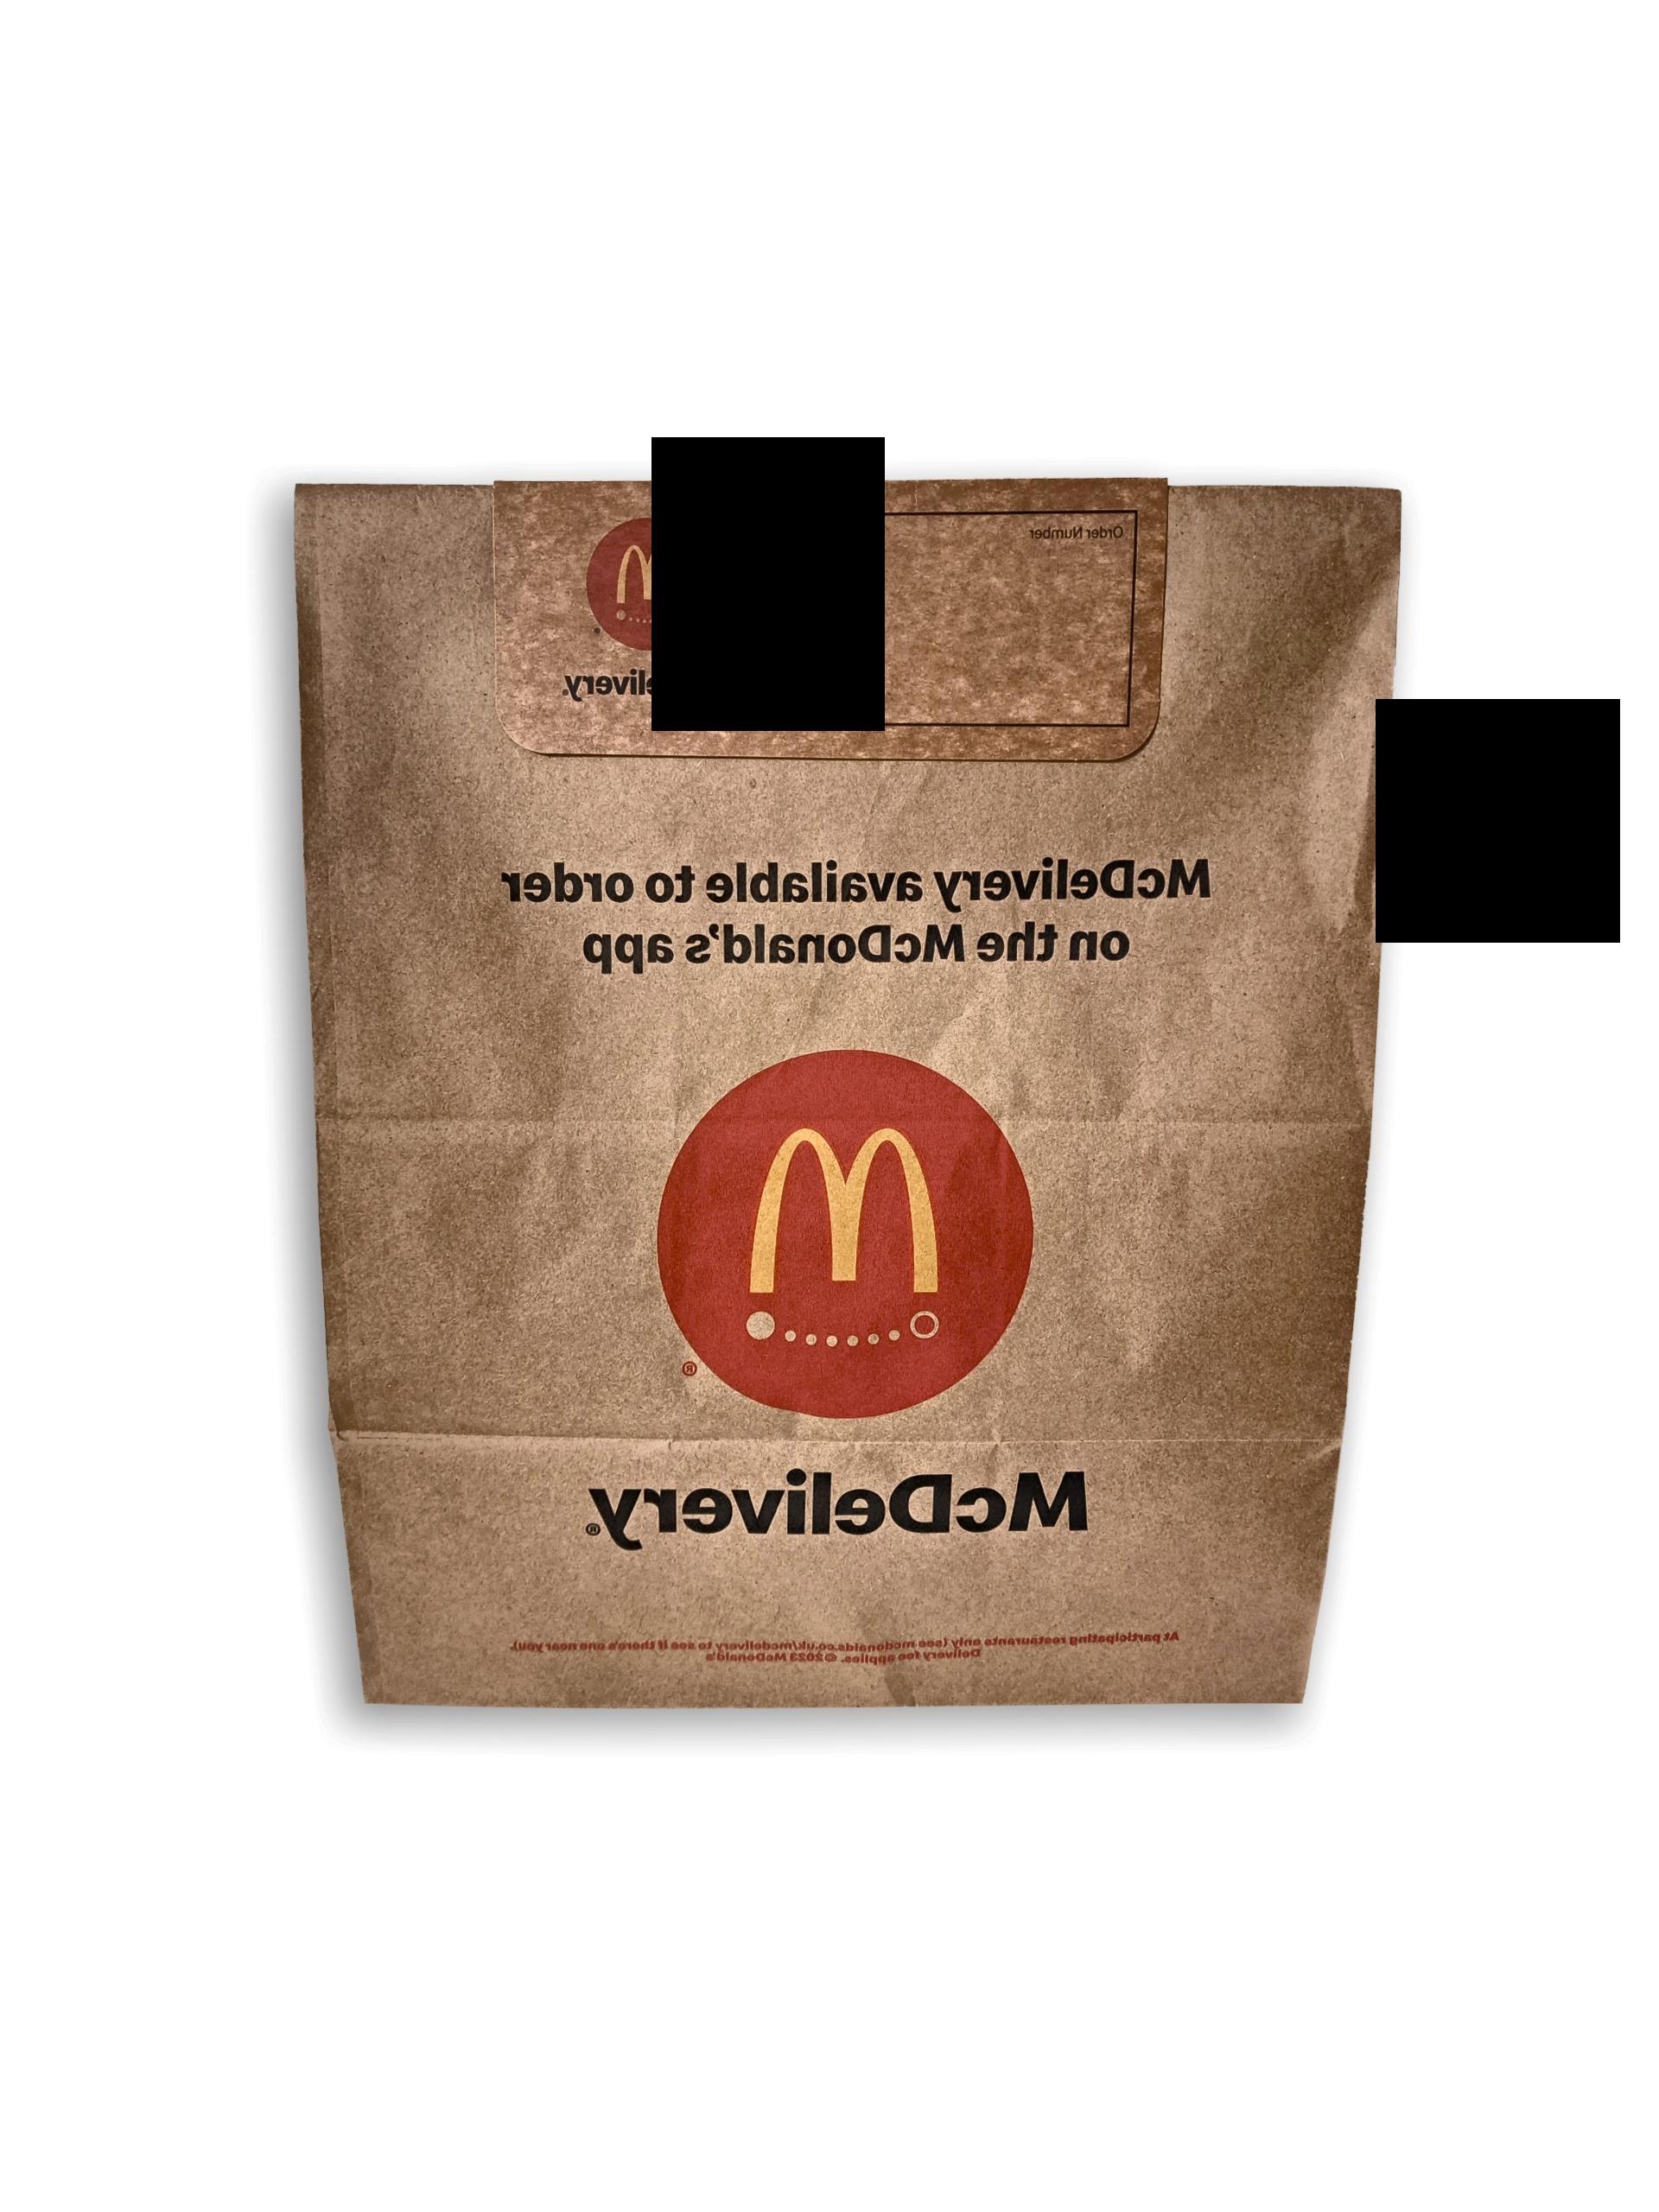 Order Number
elivery.
McDelivery available to order
on the McDonald's app
®
McDelivery®
At participating restaurants only (see mcdonalds.co.uk/mcdelivery to see if there's one near you).
Delivery fee applies. ©2023 McDonald's